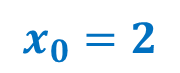 x₀ = 2